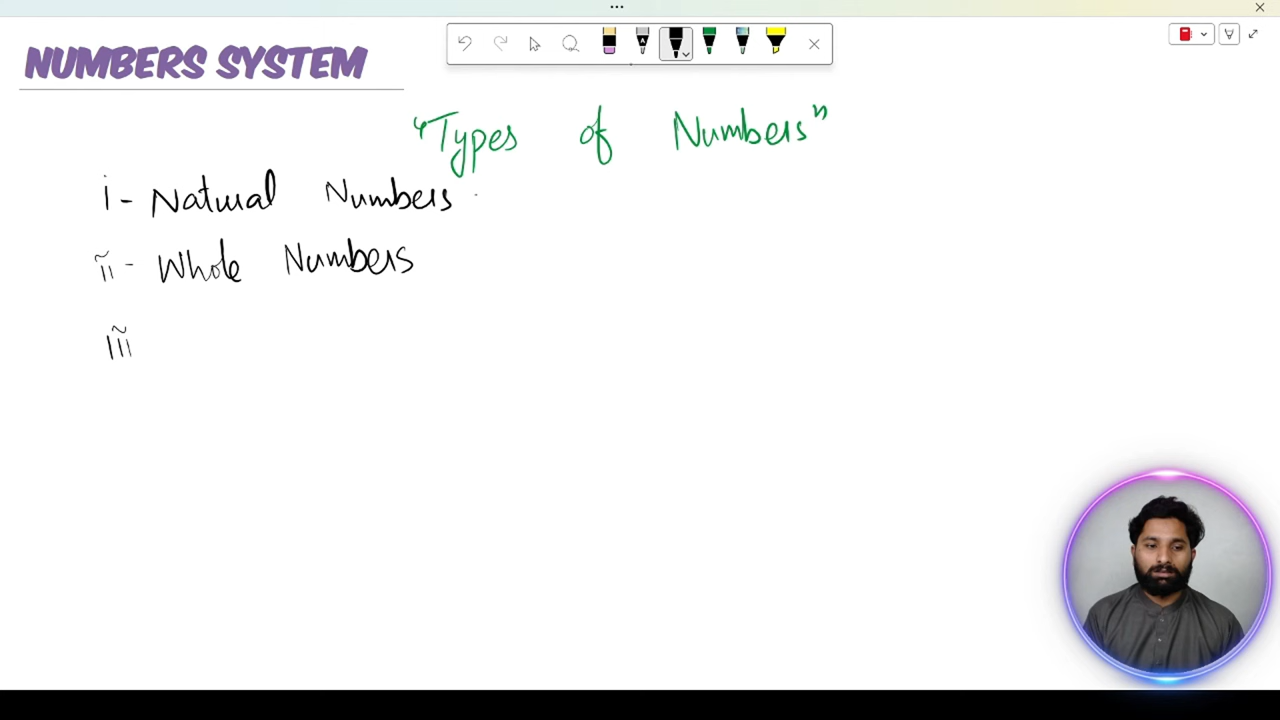 NUMBERS SYSTEM
"Types of Numbers"
i - Natural Numbers
ii - Whole Numbers
iii